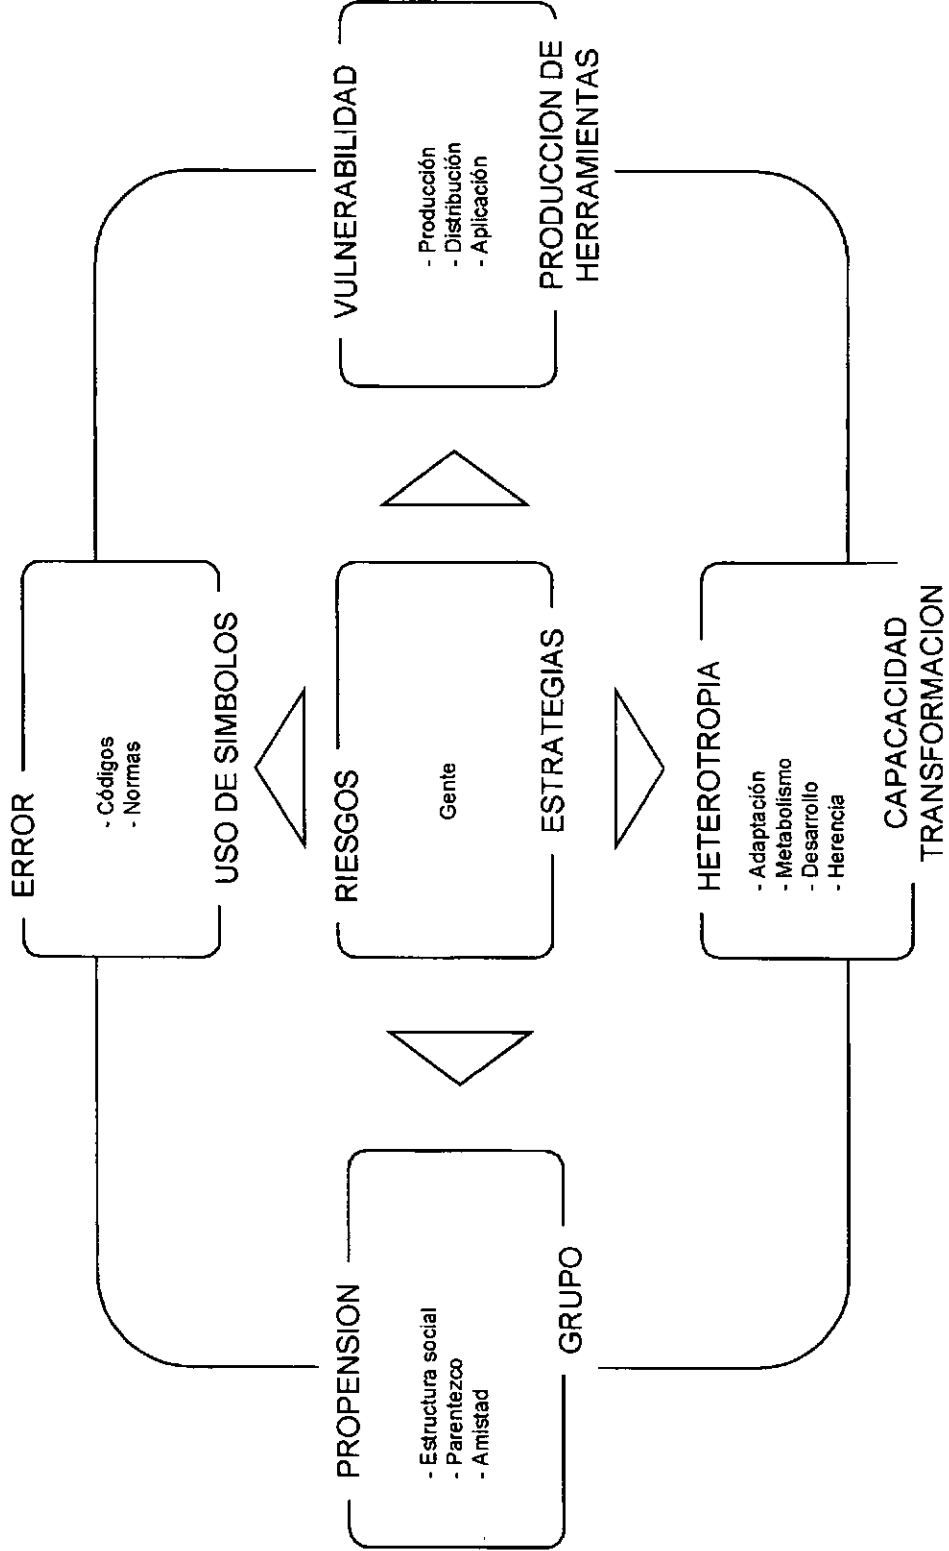 ERROR
- Códigos
- Normas
USO DE SIMBOLOS
PROPENSION
- Estructura social
- Parentezco
- Amistad
GRUPO
RIESGOS
Gente
ESTRATEGIAS
VULNERABILIDAD
- Producción
- Distribución
- Aplicación
PRODUCCION DE
HERRAMIENTAS
HETEROTROPIA
- Adaptación
- Metabolismo
- Desarrollo
- Herencia
CAPACACIDAD
TRANSFORMACION